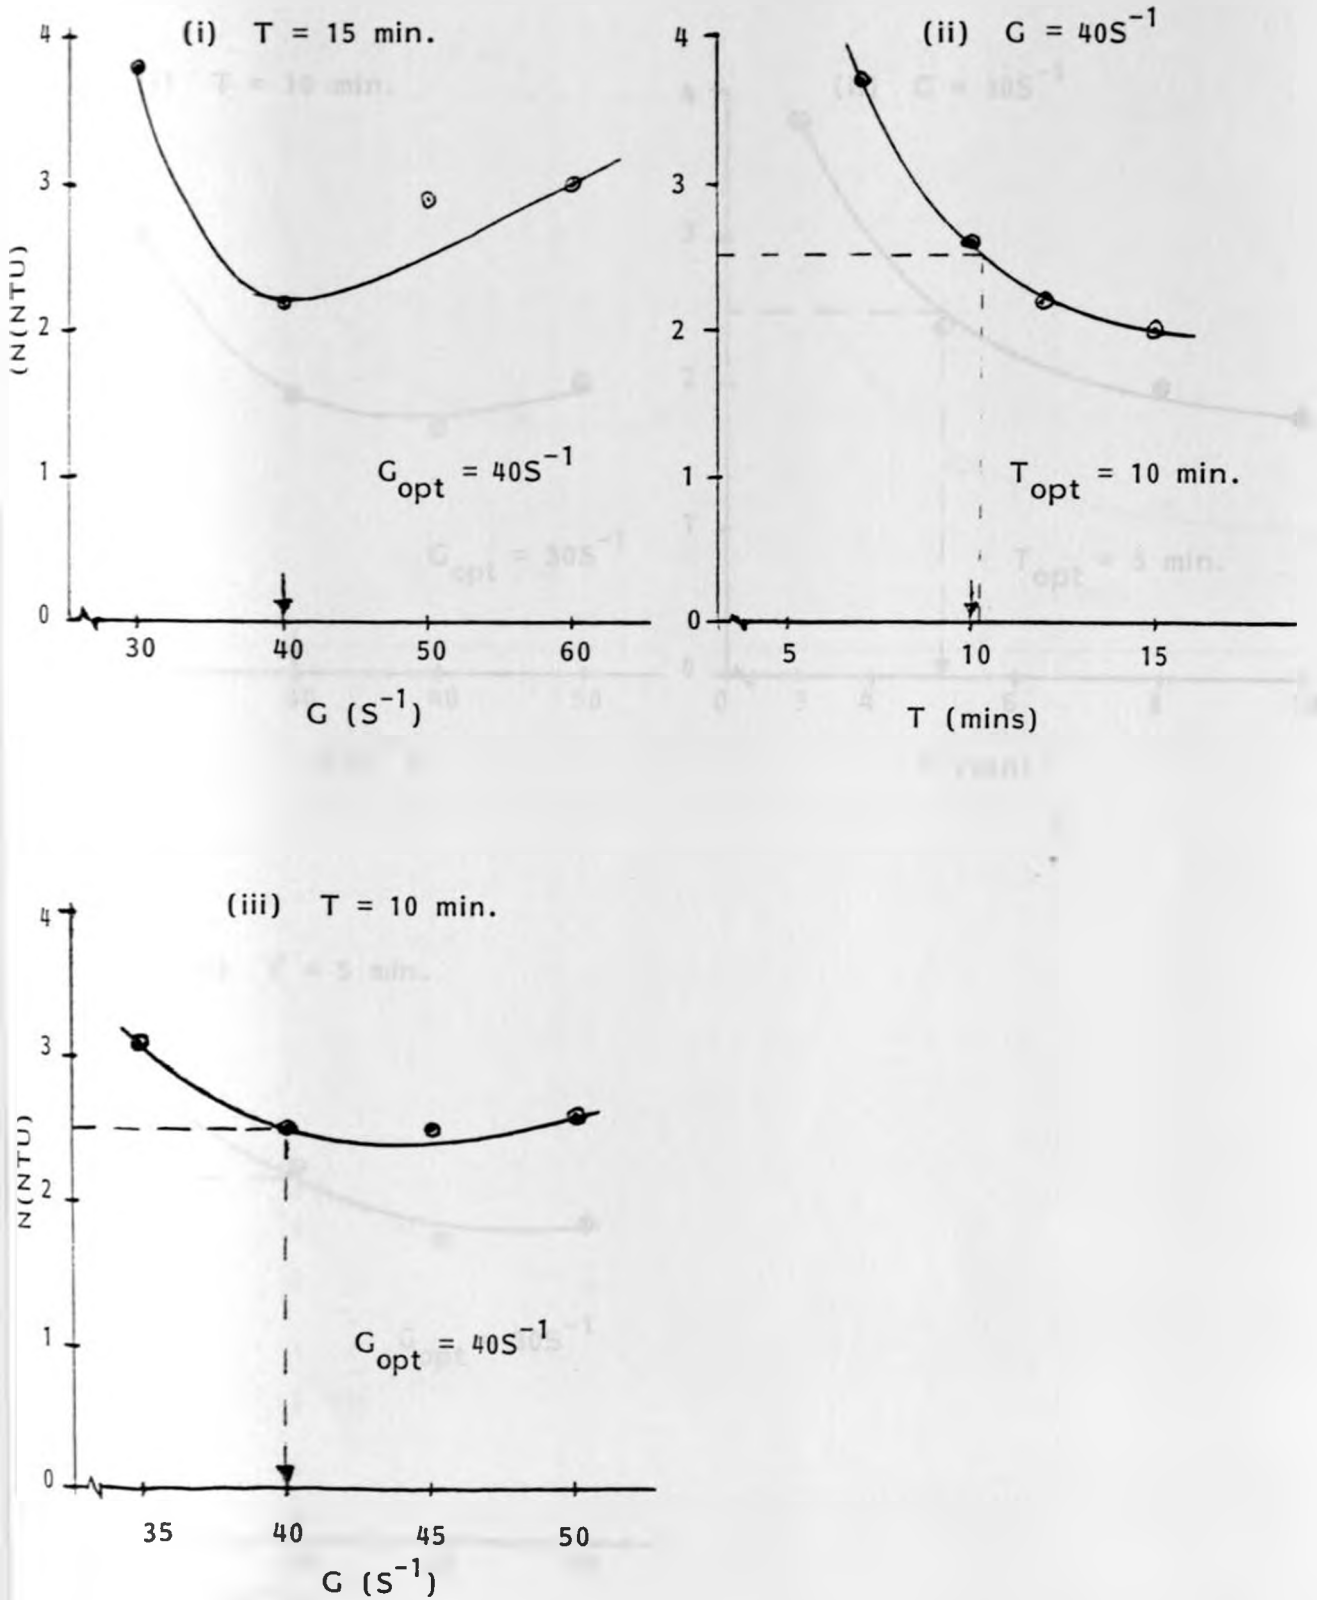 (i) T = 15 min.
4
3
2
1
0
(N(NTU)
G_opt = 40S⁻¹
30 40 50 60
G (S⁻¹)
(ii) G = 40S⁻¹
4
3
2
1
0
T_opt = 10 min.
5 10 15
T (mins)
(iii) T = 10 min.
4
3
2
1
0
N(NTU)
G_opt = 40S⁻¹
35 40 45 50
G (S⁻¹)